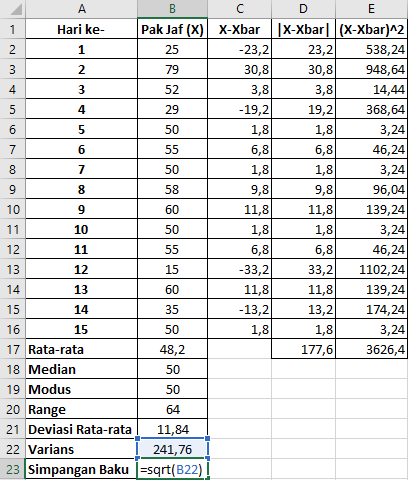 A B C D E
1 Hari ke- Pak Jaf (X) X-Xbar |X-Xbar| (X-Xbar)^2
2 1 25 -23,2 23,2 538,24
3 2 79 30,8 30,8 948,64
4 3 52 3,8 3,8 14,44
5 4 29 -19,2 19,2 368,64
6 5 50 1,8 1,8 3,24
7 6 55 6,8 6,8 46,24
8 7 50 1,8 1,8 3,24
9 8 58 9,8 9,8 96,04
10 9 60 11,8 11,8 139,24
11 10 50 1,8 1,8 3,24
12 11 55 6,8 6,8 46,24
13 12 15 -33,2 33,2 1102,24
14 13 60 11,8 11,8 139,24
15 14 35 -13,2 13,2 174,24
16 15 50 1,8 1,8 3,24
17 Rata-rata 48,2 177,6 3626,4
18 Median 50
19 Modus 50
20 Range 64
21 Deviasi Rata-rata 11,84
22 Varians 241,76
23 Simpangan Baku =sqrt(B22)